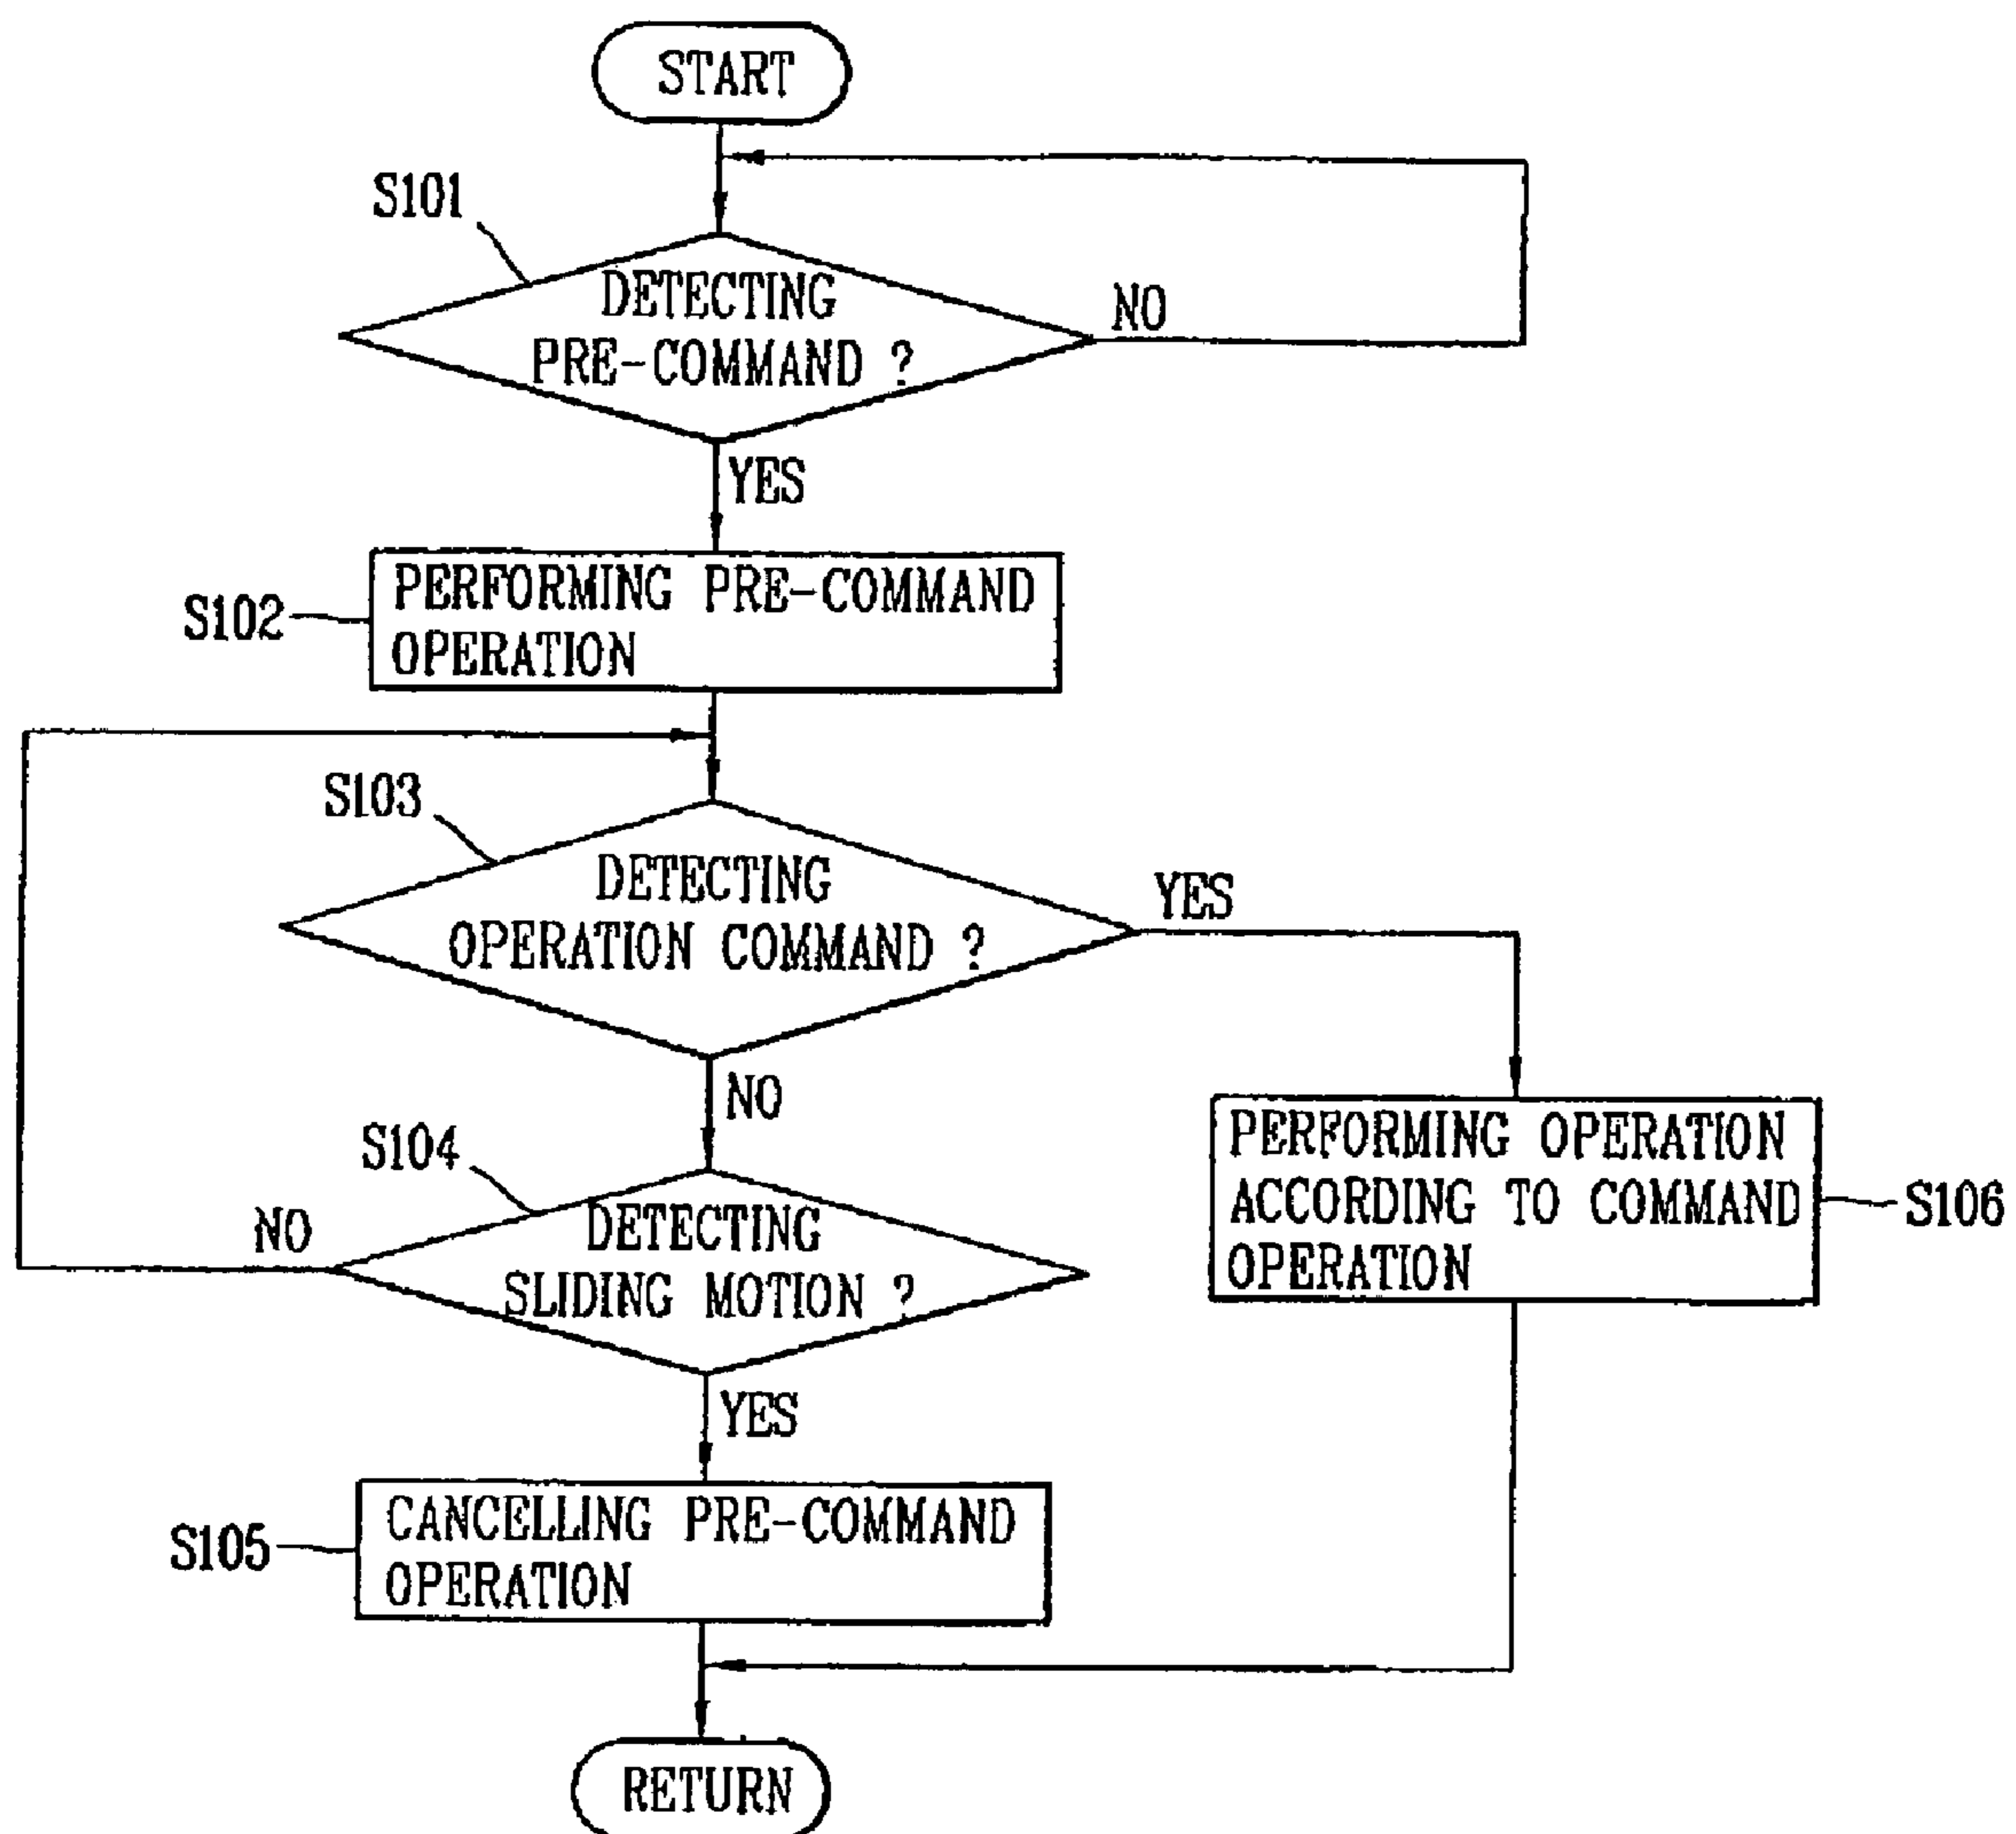 START
S101
DETECTING
PRE-COMMAND ?
NO
YES
S102
PERFORMING PRE-COMMAND
OPERATION
S103
DETECTING
OPERATION COMMAND ?
YES
NO
S104
DETECTING
SLIDING MOTION ?
NO
YES
PERFORMING OPERATION
ACCORDING TO COMMAND
OPERATION
S106
S105
CANCELLING PRE-COMMAND
OPERATION
RETURN